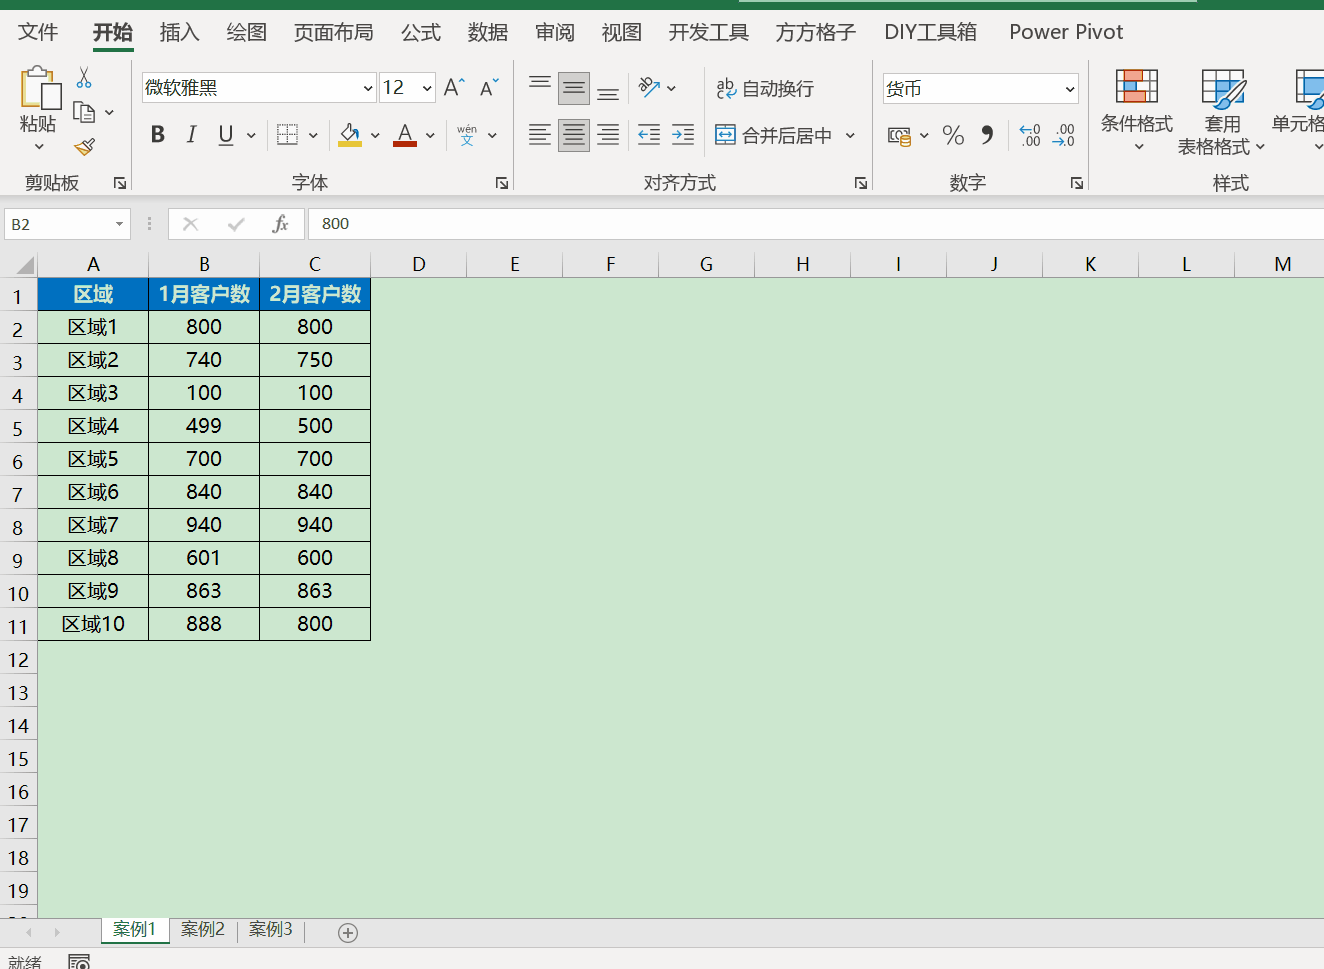 文件 开始 插入 绘图 页面布局 公式 数据 审阅 视图 开发工具 方方格子 DIY工具箱 Power Pivot
微软雅黑 12 A A ab 自动换行 货币
粘贴 条件格式 套用 单元格
B I U A wén 文 合并后居中 % 表格格式
剪贴板 字体 对齐方式 数字 样式
B2 fx 800
A B C D E F G H I J K L M
1 区域 1月客户数 2月客户数
2 区域1 800 800
3 区域2 740 750
4 区域3 100 100
5 区域4 499 500
6 区域5 700 700
7 区域6 840 840
8 区域7 940 940
9 区域8 601 600
10 区域9 863 863
11 区域10 888 800
12
13
14
15
16
17
18
19
案例1 案例2 案例3
就绪